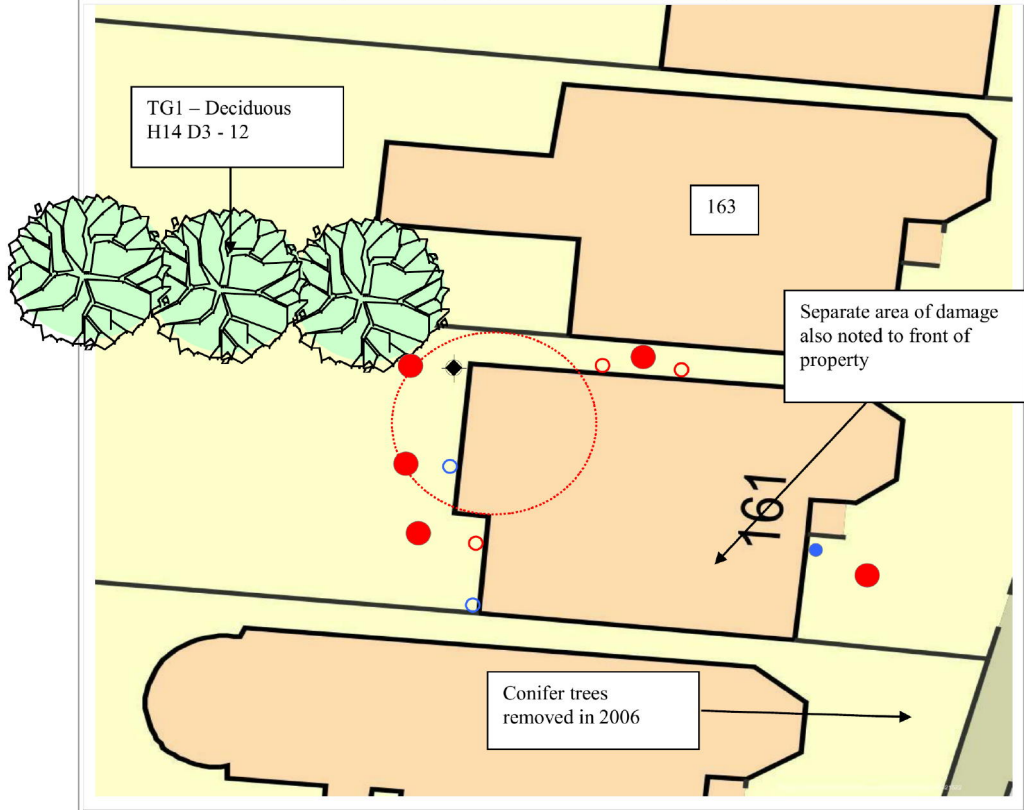 TG1 – Deciduous
H14 D3 - 12
163
Separate area of damage
also noted to front of
property
161
Conifer trees
removed in 2006